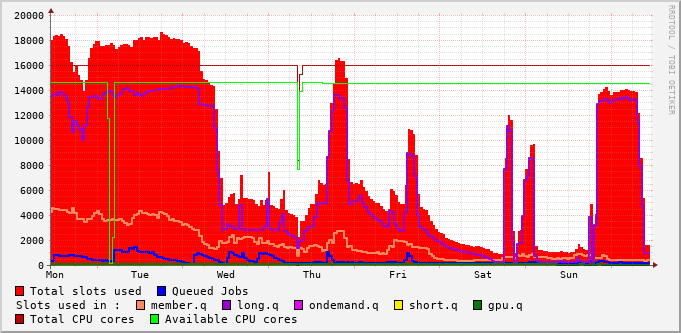 20000
18000
16000
14000
12000
10000
8000
6000
4000
2000
0
Mon Tue Wed Thu Fri Sat Sun
Total slots used Queued Jobs
Slots used in : member.q long.q ondemand.q short.q gpu.q
Total CPU cores Available CPU cores
RRDTOOL / TOBI OETIKER